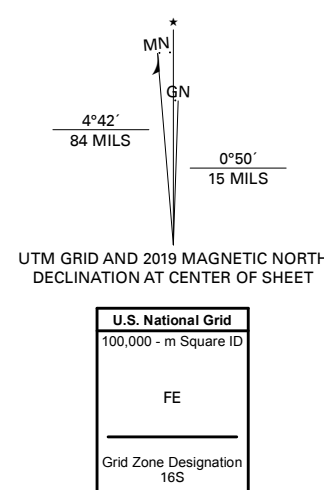 ★
MN
GN
4°42´
84 MILS
0°50´
15 MILS
UTM GRID AND 2019 MAGNETIC NORTH
DECLINATION AT CENTER OF SHEET
U.S. National Grid
100,000 - m Square ID
FE
Grid Zone Designation
16S